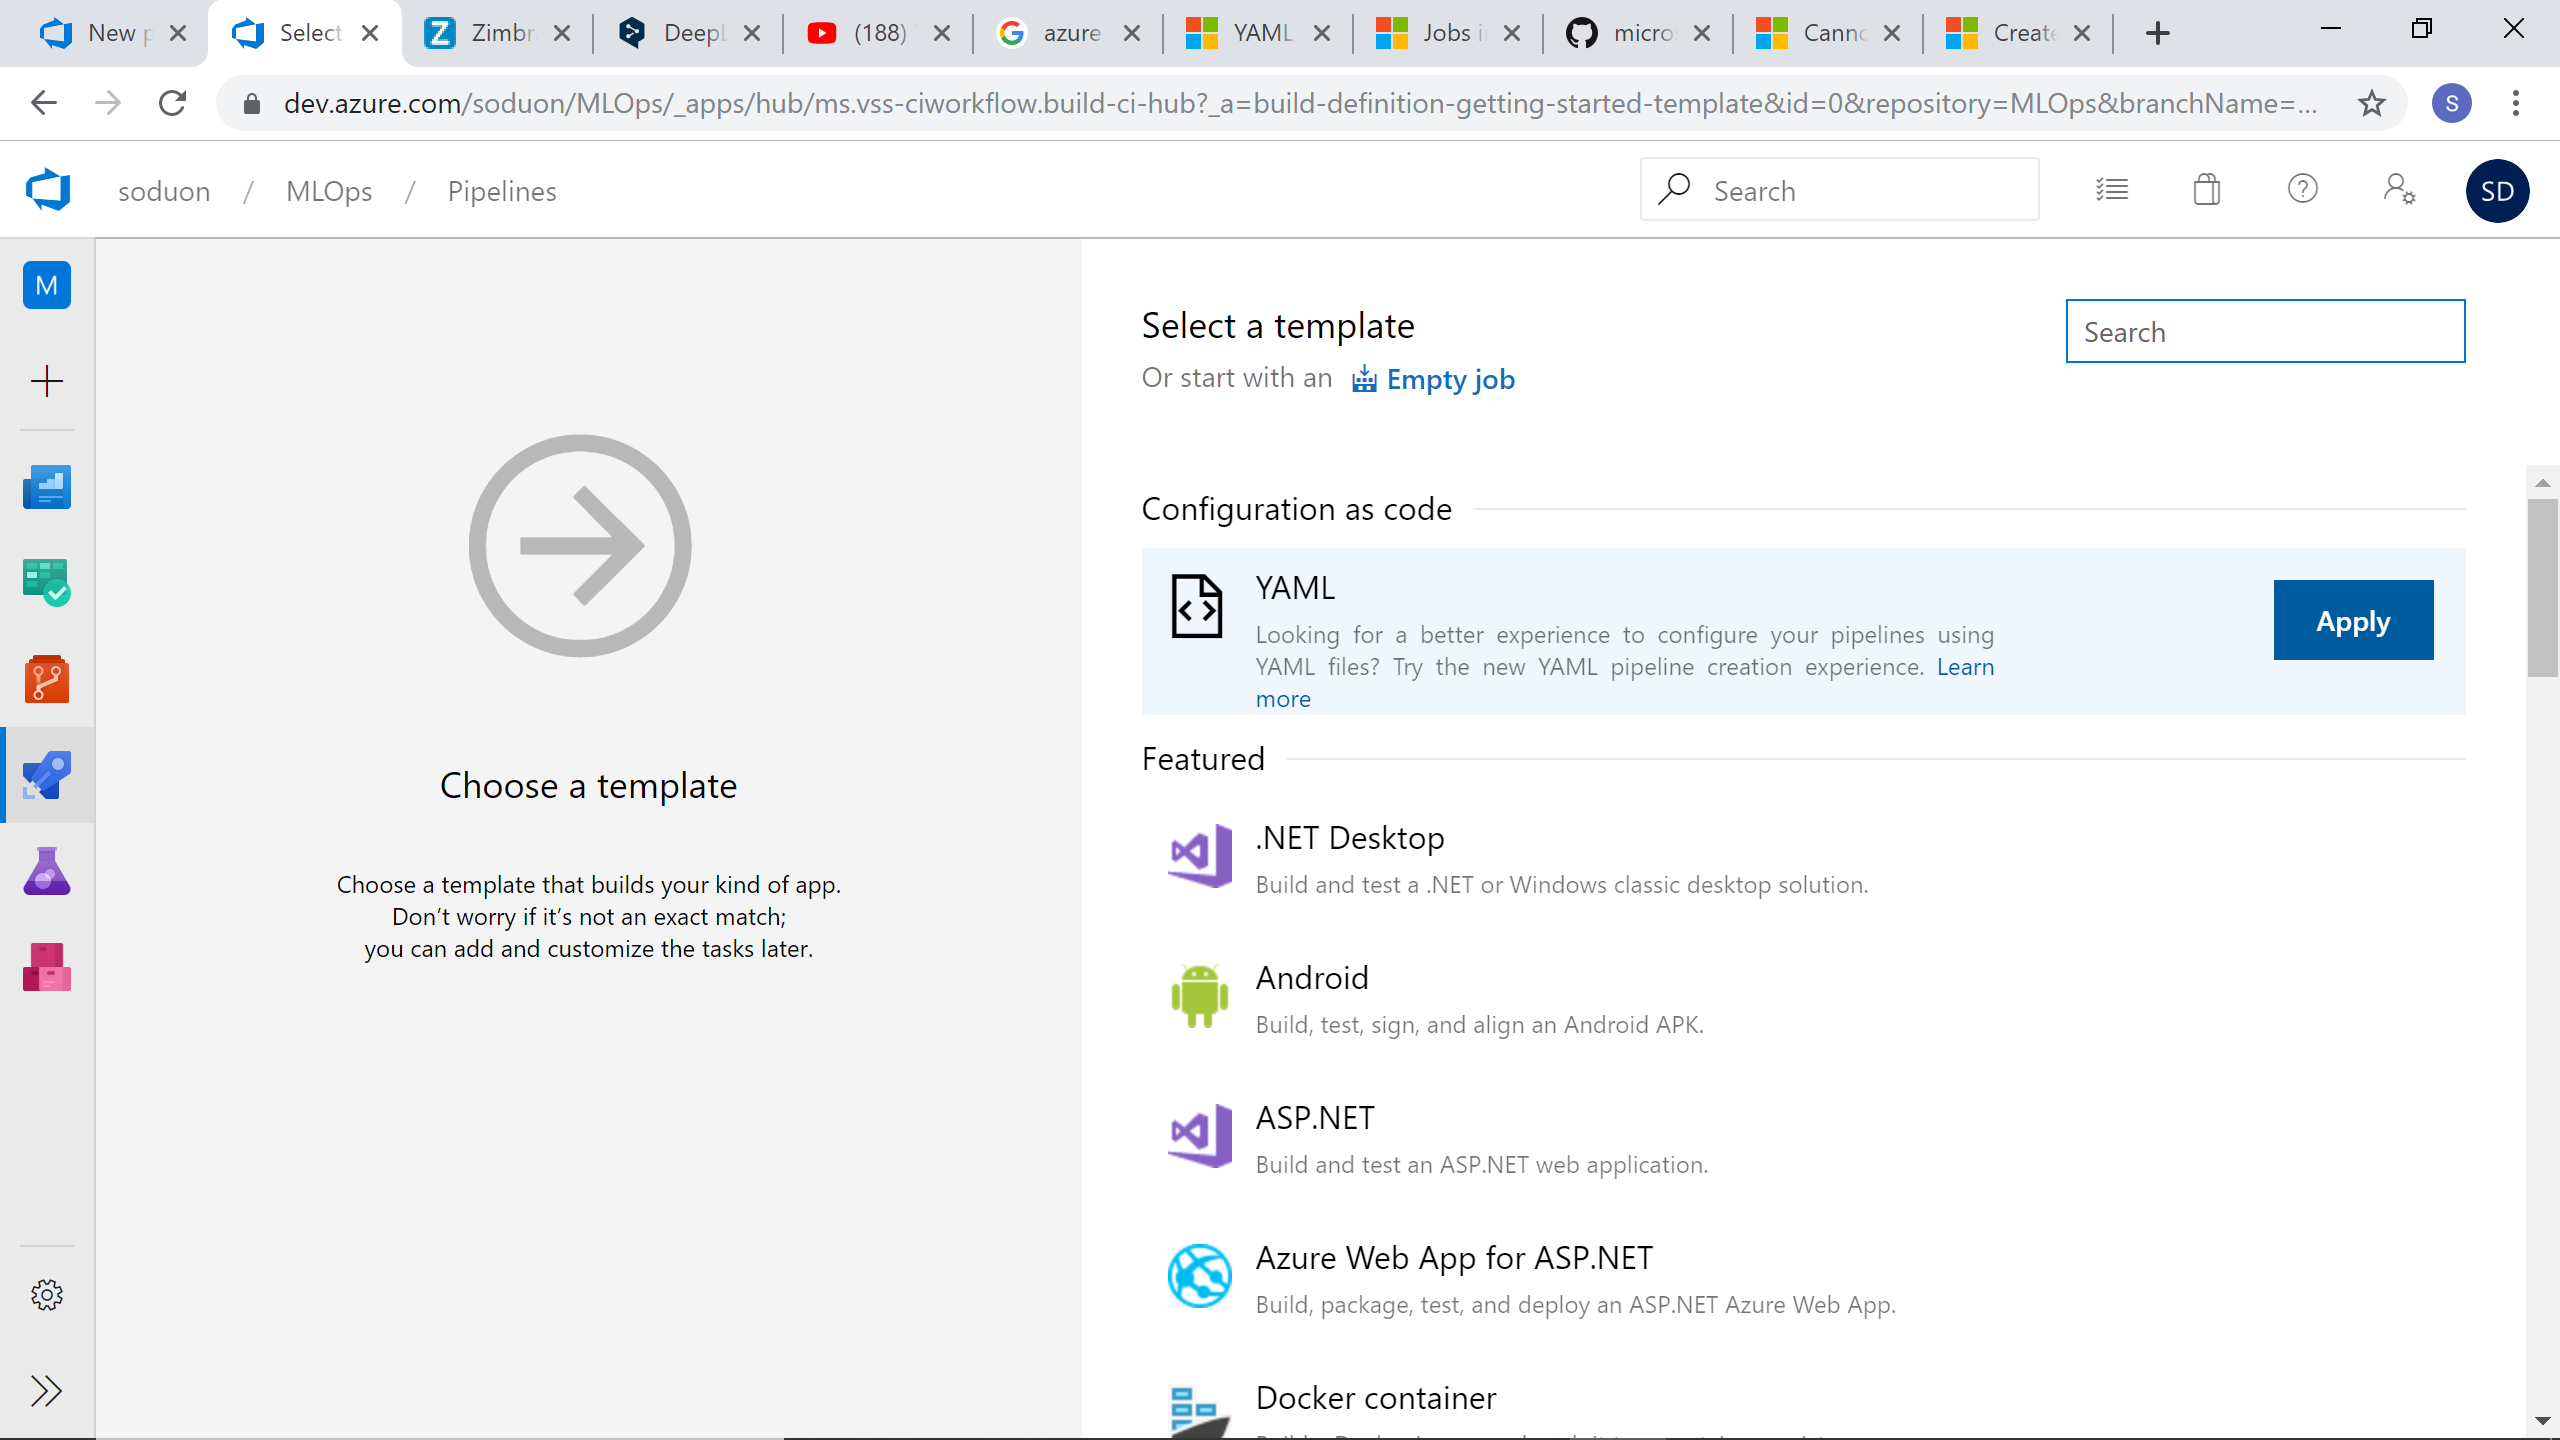 New p
Select
Zimbr
DeepL
(188)
azure
YAML
Jobs i
micro
Canno
Create
dev.azure.com/soduon/MLOps/_apps/hub/ms.vss-ciworkflow.build-ci-hub?_a=build-definition-getting-started-template&id=0&repository=MLOps&branchName=...
S
soduon / MLOps / Pipelines
Search
SD
M
Select a template
Search
Or start with an Empty job
Configuration as code
YAML
Looking for a better experience to configure your pipelines using
YAML files? Try the new YAML pipeline creation experience. Learn
more
Apply
Featured
Choose a template
Choose a template that builds your kind of app.
Don't worry if it's not an exact match;
you can add and customize the tasks later.
.NET Desktop
Build and test a .NET or Windows classic desktop solution.
Android
Build, test, sign, and align an Android APK.
ASP.NET
Build and test an ASP.NET web application.
Azure Web App for ASP.NET
Build, package, test, and deploy an ASP.NET Azure Web App.
Docker container